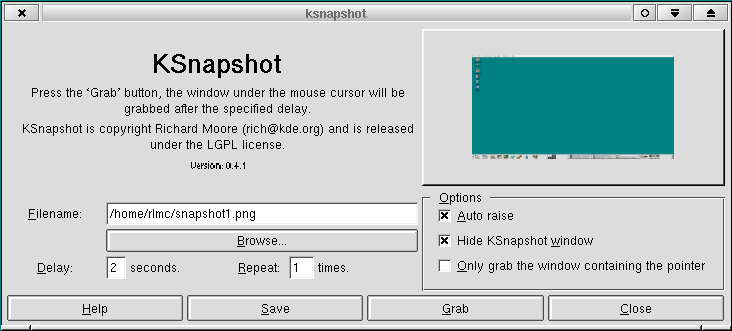 ksnapshot
KSnapshot
Press the 'Grab' button, the window under the mouse cursor will be
grabbed after the specified delay.
KSnapshot is copyright Richard Moore (rich@kde.org) and is released
under the LGPL license.
Version: 0.4.1
Filename: /home/rlmc/snapshot1.png
Browse...
Delay: 2 seconds. Repeat: 1 times.
Options
Auto raise
Hide KSnapshot window
Only grab the window containing the pointer
Help Save Grab Close